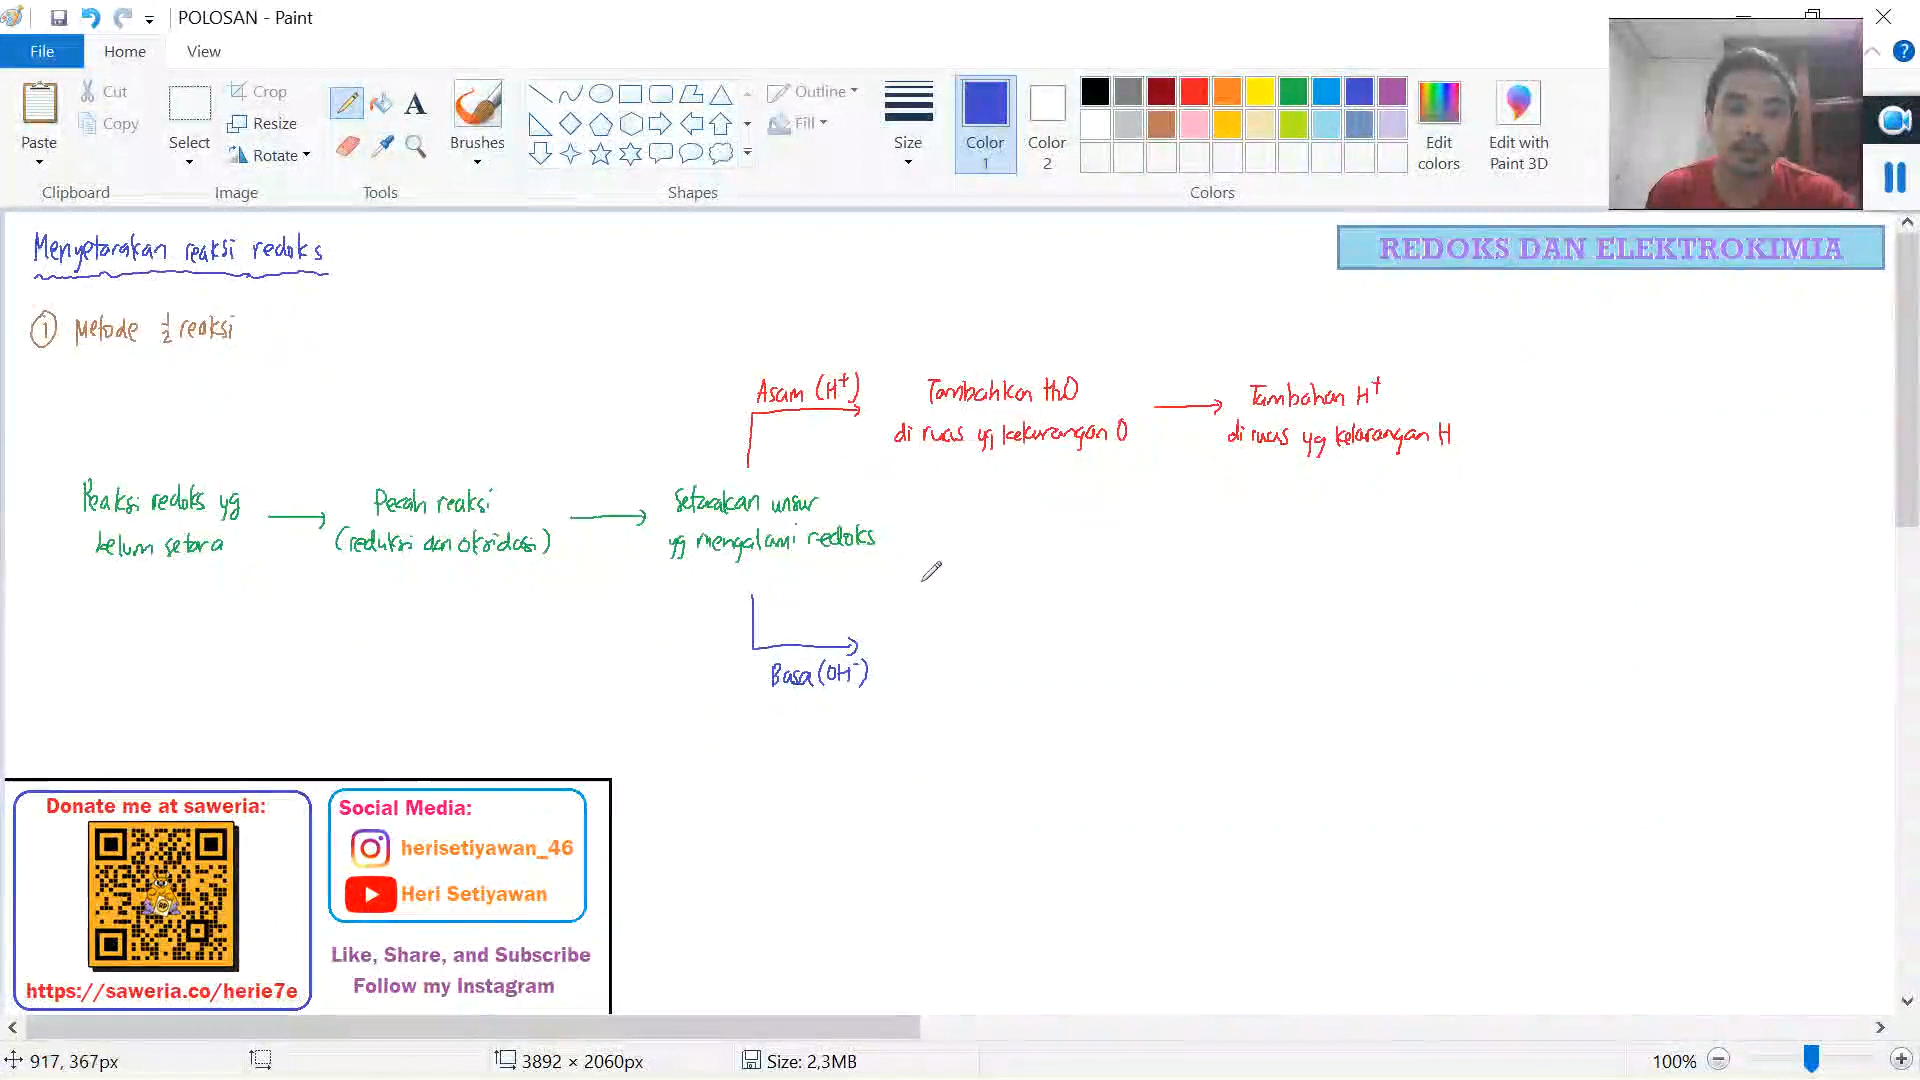 POLOSAN - Paint
File
Home
View
Paste
Cut
Copy
Clipboard
Select
Crop
Resize
Rotate
Image
A
Tools
Brushes
Shapes
Outline
Fill
Size
Color 1
Color 2
Colors
Edit colors
Edit with Paint 3D
?
Menyetarakan reaksi redoks
REDOKS DAN ELEKTROKIMIA
1 Metode 1/2 reaksi
Asam (H+)
Tambahkan H2O
di ruas yg kekurangan O
Tambahan H+
di ruas yg kekurangan H
Reaksi redoks yg
belum setara
Pecah reaksi
(reduksi dan oksidasi)
Setarakan unsur
yg mengalami redoks
Basa (OH-)
Donate me at saweria:
https://saweria.co/herie7e
Social Media:
herisetiyawan_46
Heri Setiyawan
Like, Share, and Subscribe
Follow my Instagram
917, 367px
3892 × 2060px
Size: 2,3MB
100%